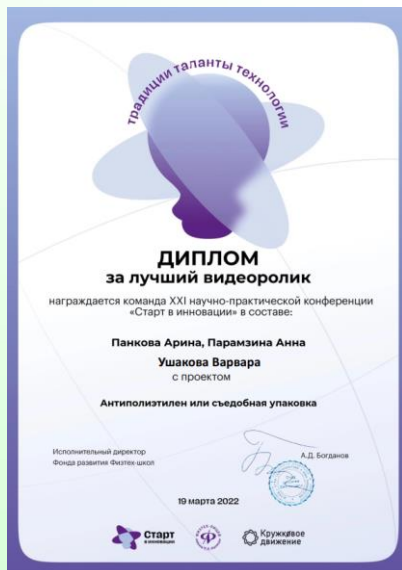 традиции таланты технологии
ДИПЛОМ
за лучший видеоролик
награждается команда XXI научно-практической конференции
«Старт в инновации» в составе:
Панкова Арина, Парамзина Анна
Ушакова Варвара
с проектом
Антиполиэтилен или съедобная упаковка
Исполнительный директор
Фонда развития Физтех-школ
А.Д. Богданов
19 марта 2022
Старт
в инновации
Кружковое
движение